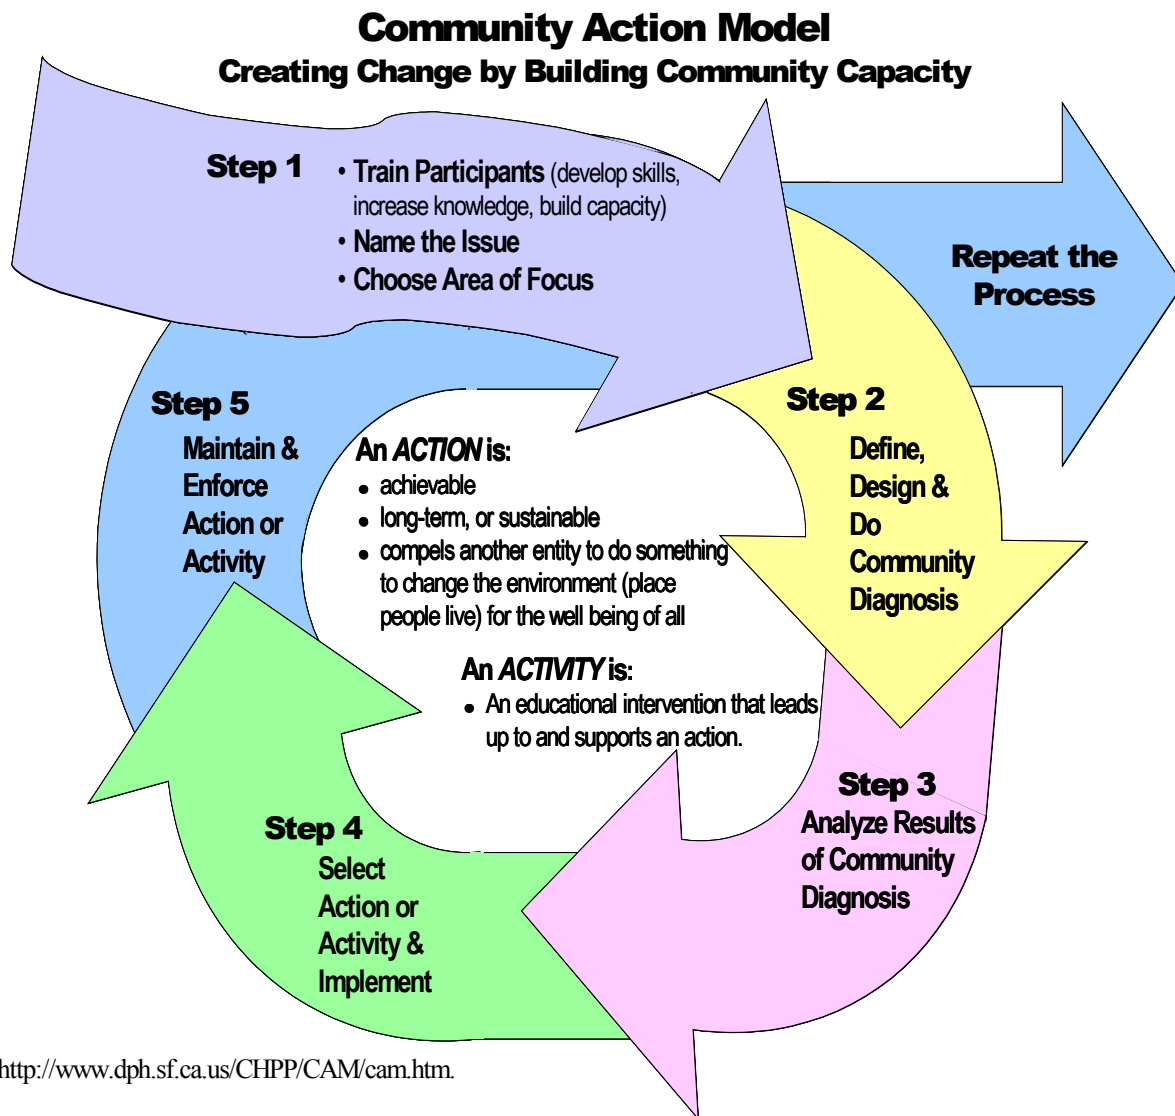 Community Action Model
Creating Change by Building Community Capacity
Step 1
• Train Participants (develop skills,
increase knowledge, build capacity)
• Name the Issue
• Choose Area of Focus
Repeat the
Process
Step 2
Define,
Design &
Do
Community
Diagnosis
Step 3
Analyze Results
of Community
Diagnosis
Step 4
Select
Action or
Activity &
Implement
Step 5
Maintain &
Enforce
Action or
Activity
An ACTION is:
• achievable
• long-term, or sustainable
• compels another entity to do something
to change the environment (place
people live) for the well being of all
An ACTIVITY is:
• An educational intervention that leads
up to and supports an action.
http://www.dph.sf.ca.us/CHPP/CAM/cam.htm.